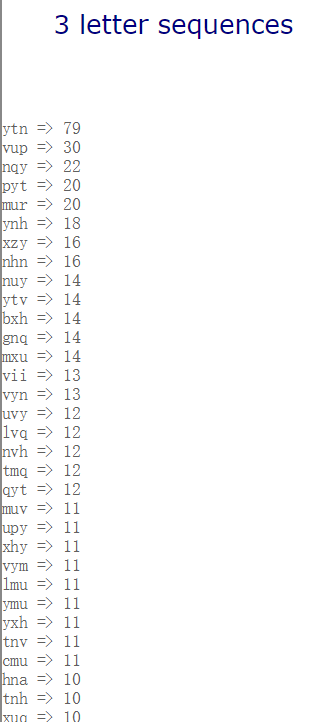 3 letter sequences
ytn => 79
vup => 30
nqy => 22
pyt => 20
mur => 20
ynh => 18
xzy => 16
nhn => 16
nuy => 14
ytv => 14
bxh => 14
gnq => 14
mxu => 14
vii => 13
vyn => 13
uvy => 12
lvq => 12
nvh => 12
tmq => 12
qyt => 12
muv => 11
upy => 11
xhy => 11
vym => 11
lmu => 11
ymu => 11
yxh => 11
tnv => 11
cmu => 11
hna => 10
tnh => 10
xuq => 10